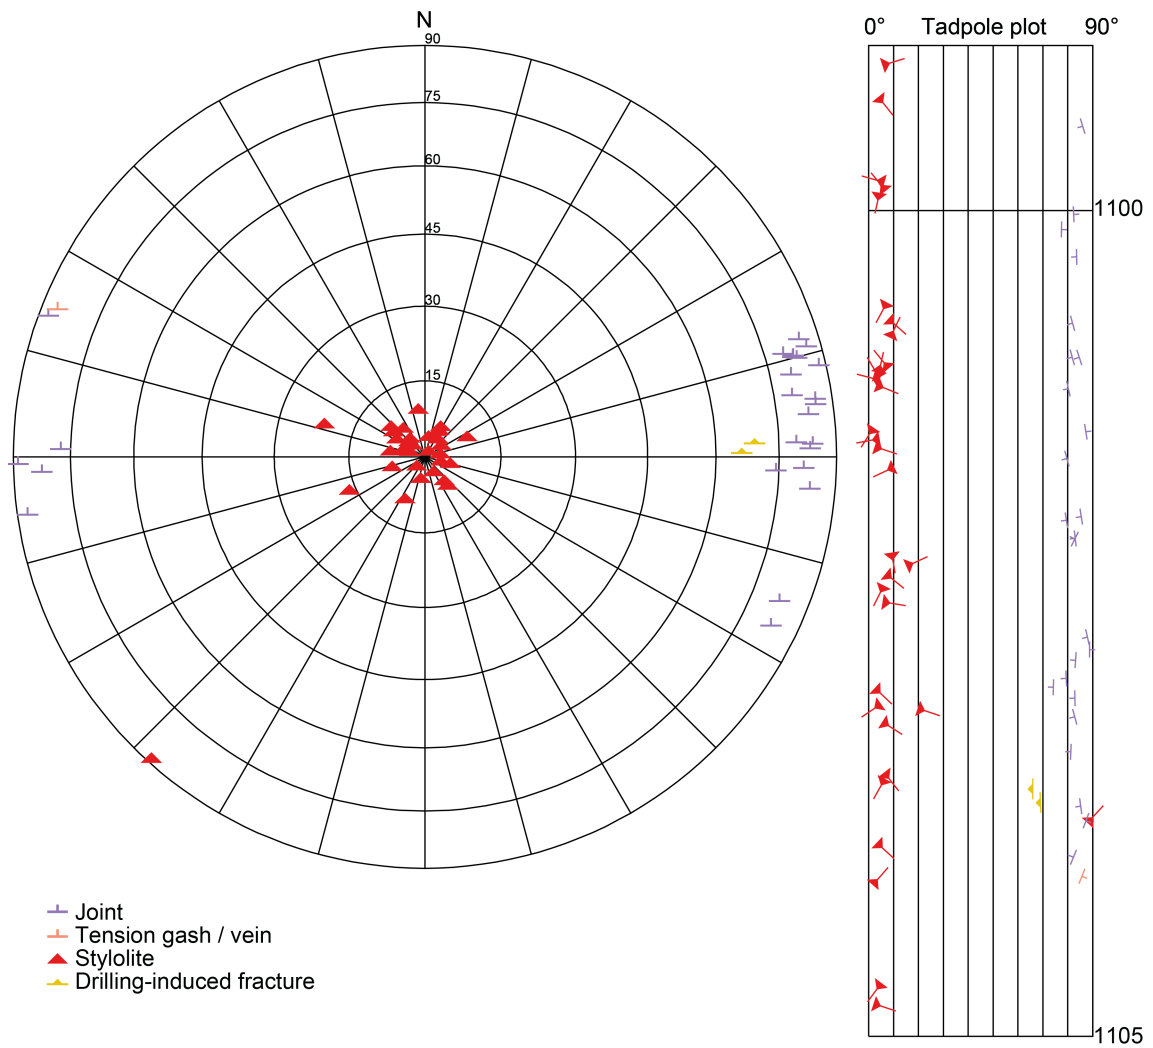 N
90
75
60
45
30
15
0° Tadpole plot 90°
1100
1105
Joint
Tension gash / vein
Stylolite
Drilling-induced fracture